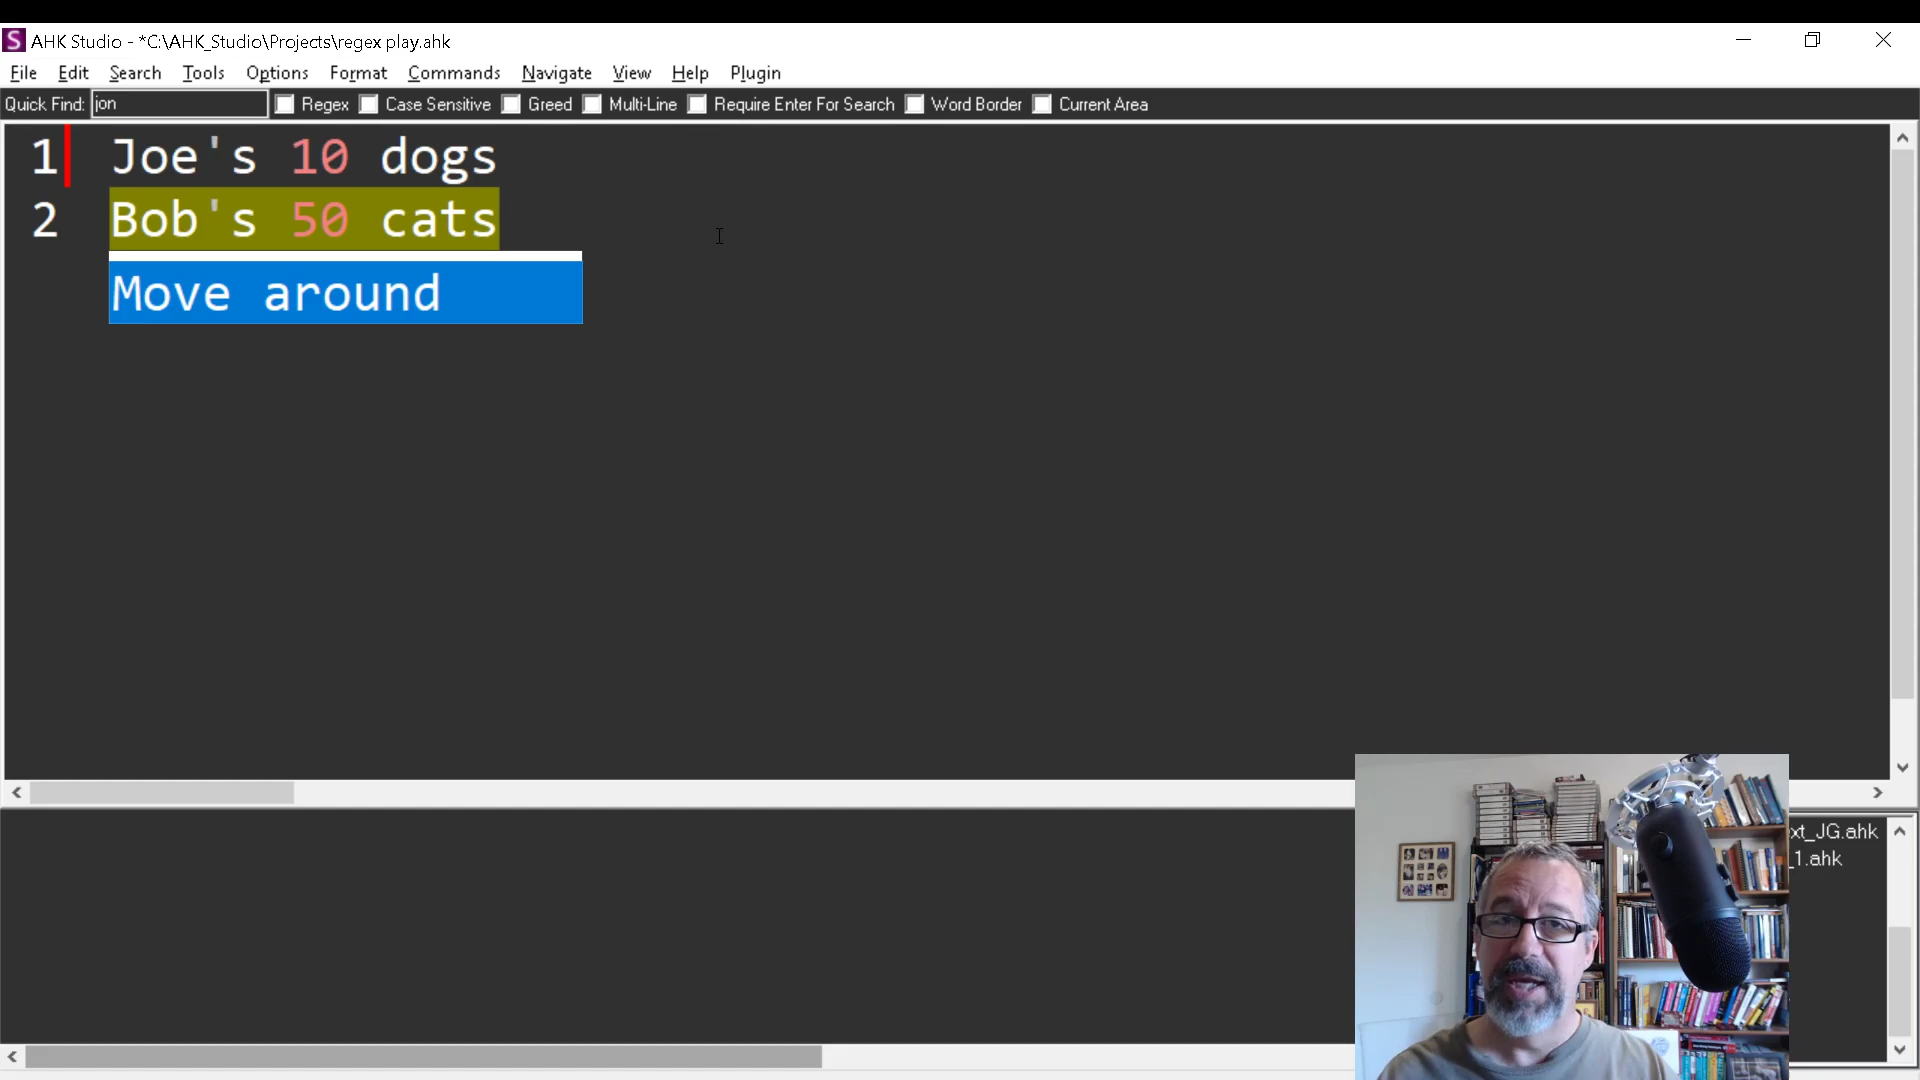 S AHK Studio - *C:\AHK_Studio\Projects\regex play.ahk
File Edit Search Tools Options Format Commands Navigate View Help Plugin
Quick Find: jon Regex Case Sensitive Greed Multi-Line Require Enter For Search Word Border Current Area
1 Joe's 10 dogs
2 Bob's 50 cats
Move around
xt_JG.ahk
_1.ahk